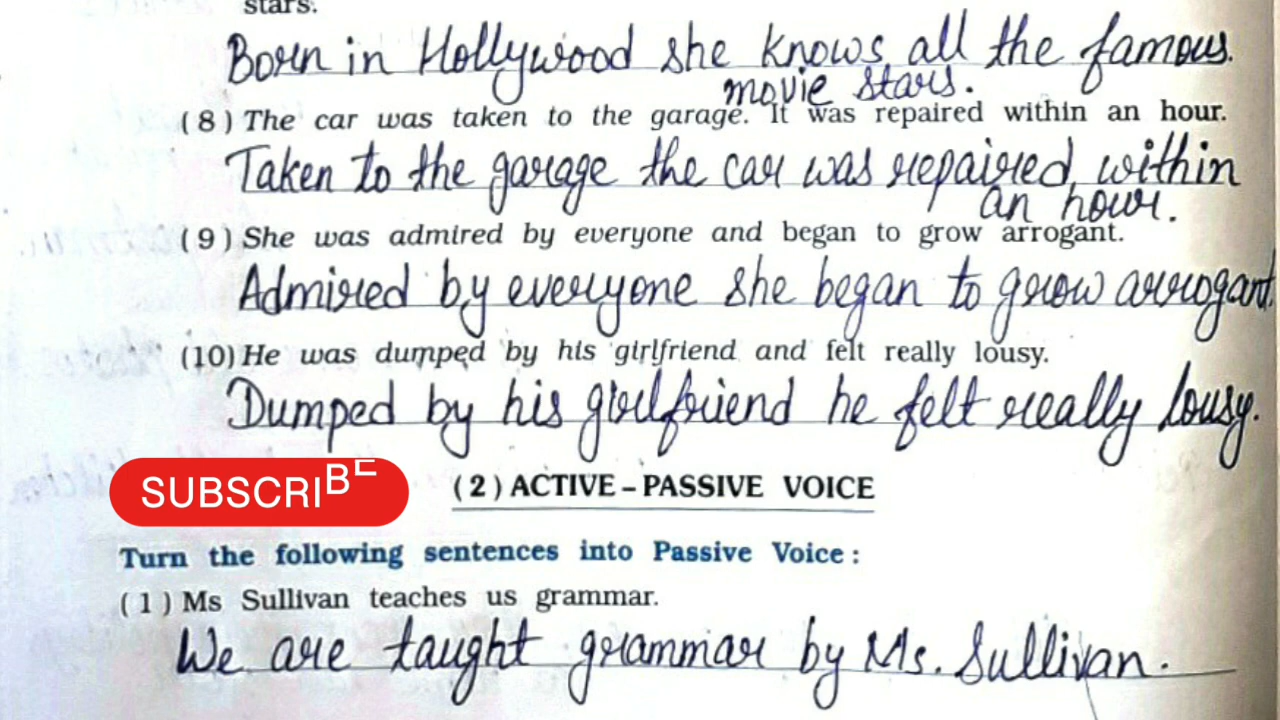 stars.
Born in Hollywood she knows all the famous
movie stars.
(8) The car was taken to the garage. It was repaired within an hour.
Taken to the garage the car was repaired within
an hour.
(9) She was admired by everyone and began to grow arrogant.
Admired by everyone she began to grow arrogant.
(10) He was dumped by his girlfriend and felt really lousy.
Dumped by his girlfriend he felt really lousy.
SUBSCRIBE
(2) ACTIVE – PASSIVE VOICE
Turn the following sentences into Passive Voice :
(1) Ms Sullivan teaches us grammar.
We are taught grammar by Ms. Sullivan.